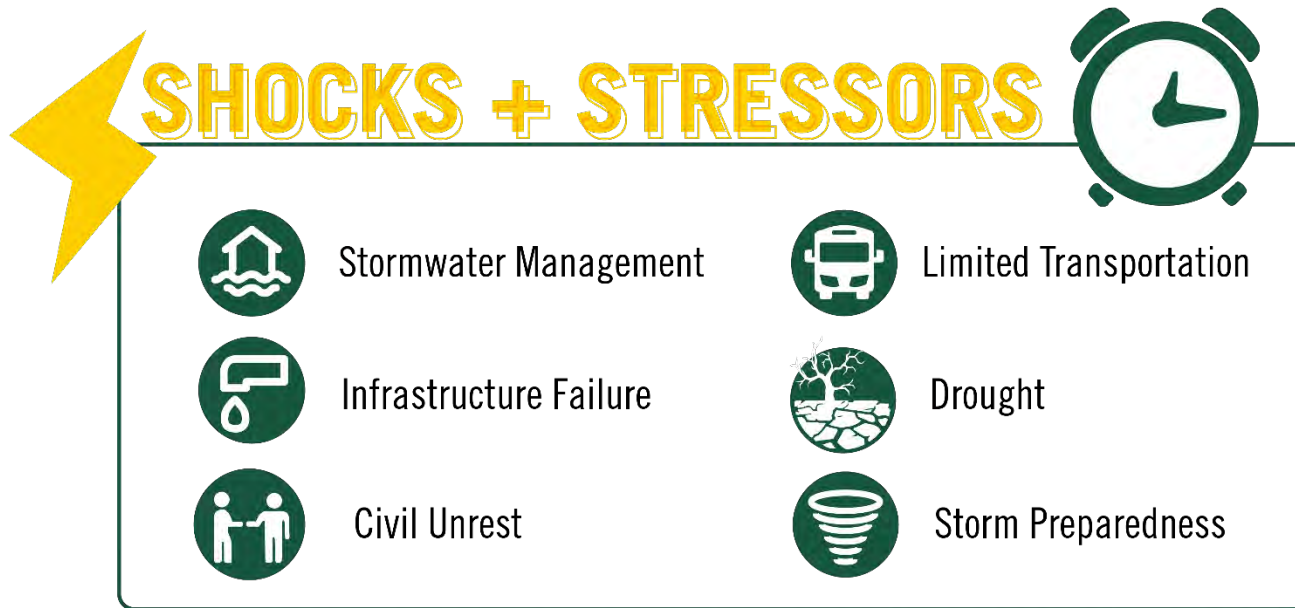 SHOCKS + STRESSORS
Stormwater Management
Limited Transportation
Infrastructure Failure
Drought
Civil Unrest
Storm Preparedness